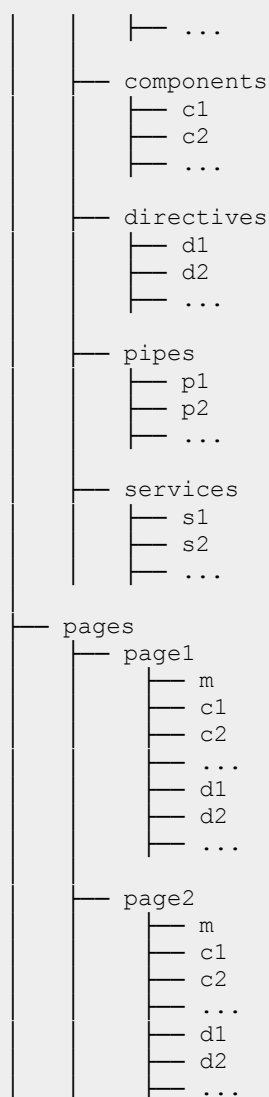 │   │   ├── ...
│   │
│   ├── components
│   │   ├── c1
│   │   ├── c2
│   │   ├── ...
│   │
│   ├── directives
│   │   ├── d1
│   │   ├── d2
│   │   ├── ...
│   │
│   ├── pipes
│   │   ├── p1
│   │   ├── p2
│   │   ├── ...
│   │
│   ├── services
│   │   ├── s1
│   │   ├── s2
│   │   ├── ...
│
├── pages
│   ├── page1
│   │    ├── m
│   │    ├── c1
│   │    ├── c2
│   │    ├── ...
│   │    ├── d1
│   │    ├── d2
│   │    ├── ...
│   │
│   ├── page2
│   │    ├── m
│   │    ├── c1
│   │    ├── c2
│   │    ├── ...
│   │    ├── d1
│   │    ├── d2
│   │    ├── ...